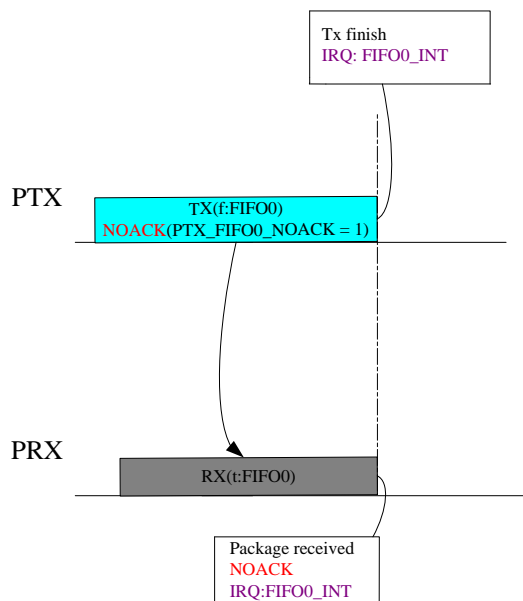 Tx finish
IRQ: FIFO0_INT
PTX
TX(f:FIFO0)
NOACK(PTX_FIFO0_NOACK = 1)
PRX
RX(t:FIFO0)
Package received
NOACK
IRQ:FIFO0_INT